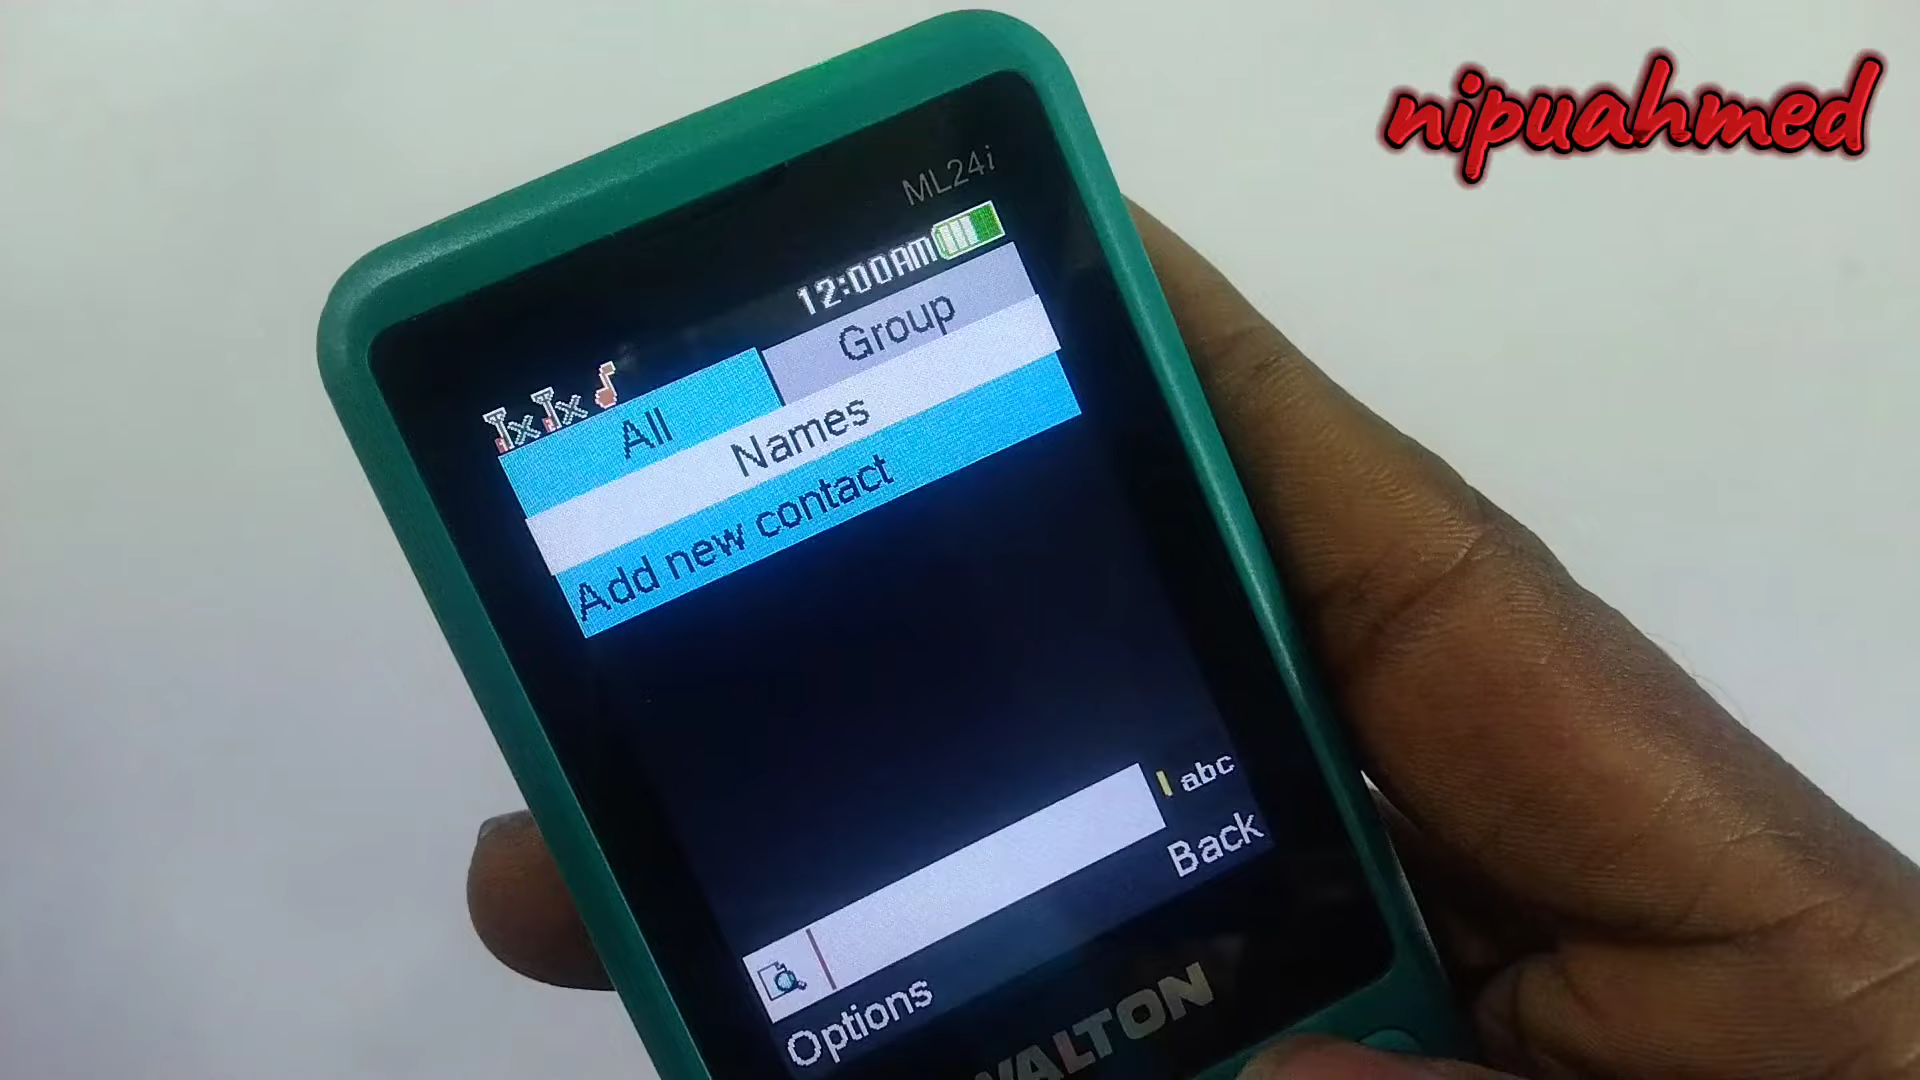 nipuahmed
ML24i
12:00AM
All
Group
Names
Add new contact
abc
Options
Back
WALTON